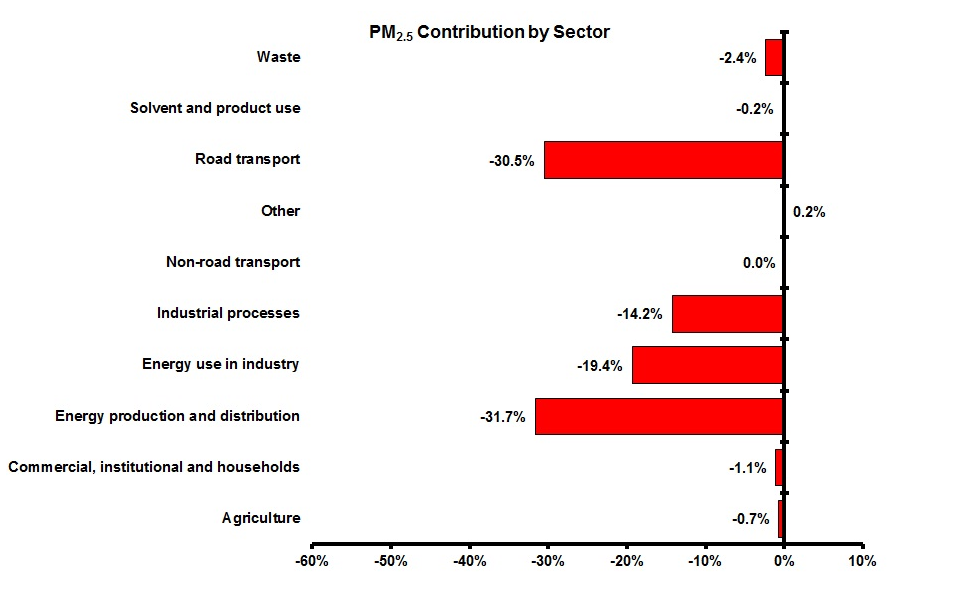 PM2.5 Contribution by Sector
Waste -2.4%
Solvent and product use -0.2%
Road transport -30.5%
Other 0.2%
Non-road transport 0.0%
Industrial processes -14.2%
Energy use in industry -19.4%
Energy production and distribution -31.7%
Commercial, institutional and households -1.1%
Agriculture -0.7%
-60% -50% -40% -30% -20% -10% 0% 10%